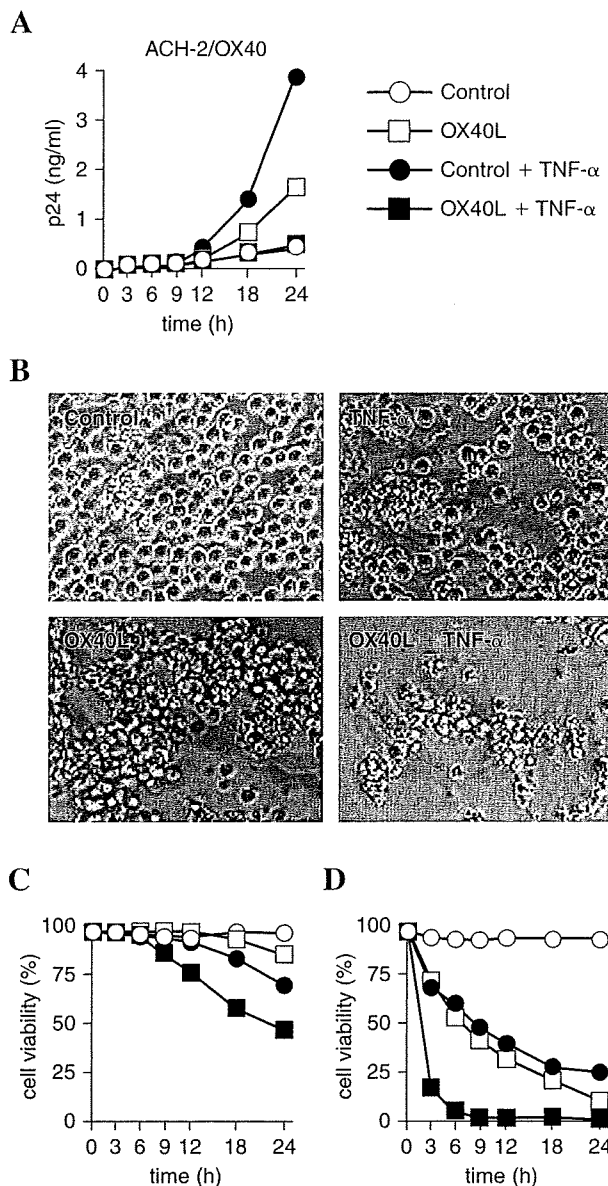 A
ACH-2/OX40
p24 (ng/ml)
4
3
2
1
0
0 3 6 9 12 18 24
time (h)
Control
OX40L
Control + TNF-α
OX40L + TNF-α
B
Control
TNF-α
OX40L
OX40L + TNF-α
C
cell viability (%)
100
75
50
25
0
0 3 6 9 12 18 24
time (h)
D
cell viability (%)
100
75
50
25
0
0 3 6 9 12 18 24
time (h)